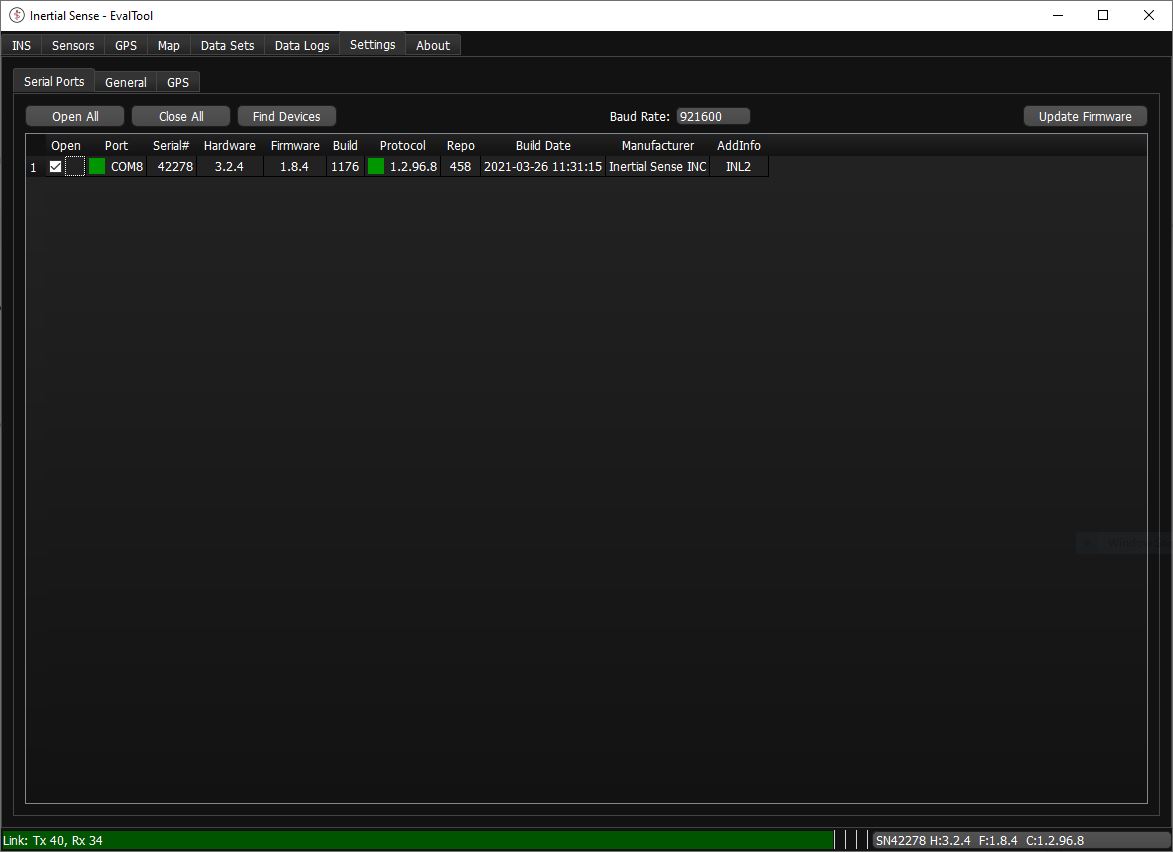 Inertial Sense - EvalTool
INS Sensors GPS Map Data Sets Data Logs Settings About
Serial Ports General GPS
Open All Close All Find Devices Baud Rate: 921600 Update Firmware
Open Port Serial# Hardware Firmware Build Protocol Repo Build Date Manufacturer AddInfo
1 COM8 42278 3.2.4 1.8.4 1176 1.2.96.8 458 2021-03-26 11:31:15 Inertial Sense INC INL2
Link: Tx 40, Rx 34 SN42278 H:3.2.4 F:1.8.4 C:1.2.96.8